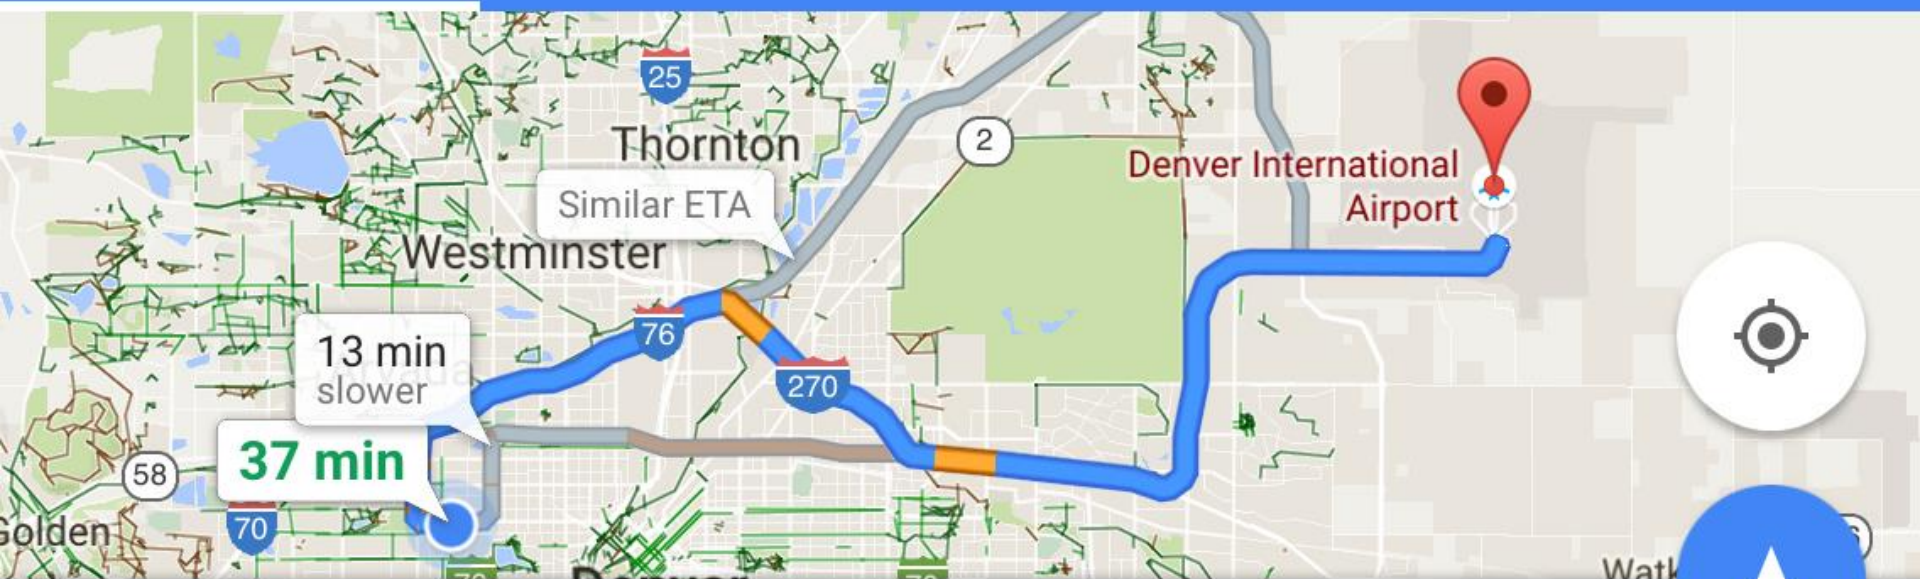 25
Thornton
2
Denver International
Airport
Similar ETA
Westminster
76
13 min
slower
270
37 min
58
70
Golden
Denver